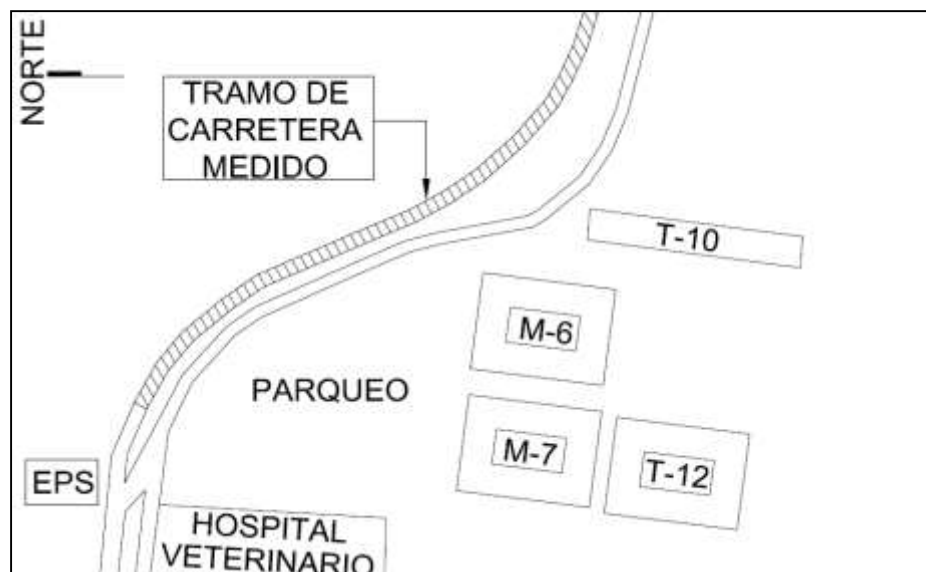 NORTE
TRAMO DE
CARRETERA
MEDIDO
T-10
M-6
PARQUEO
M-7
T-12
EPS
HOSPITAL
VETERINARIO